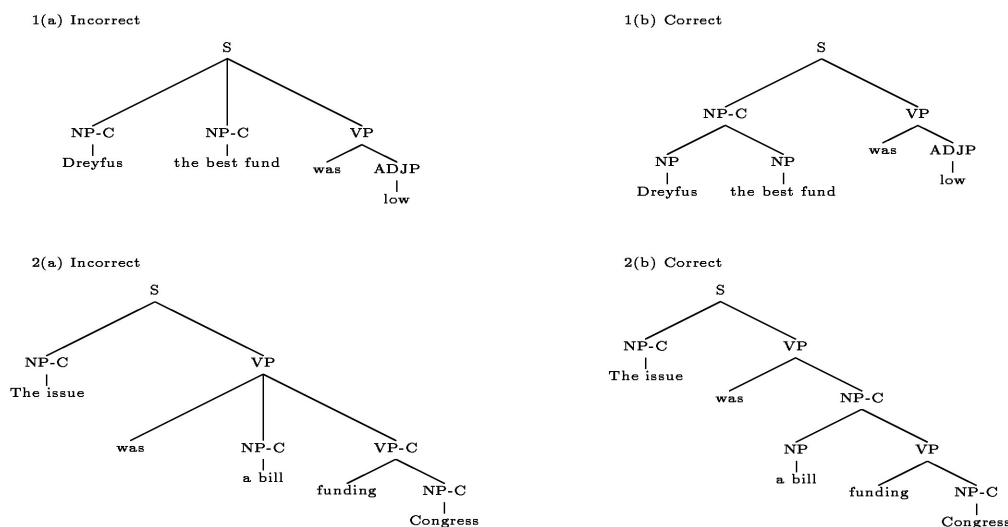 1(a) Incorrect
1(b) Correct
S
S
NP-C
VP
NP-C NP-C VP
Dreyfus the best fund was ADJP
low
NP NP was ADJP
Dreyfus the best fund low
2(a) Incorrect
2(b) Correct
S
S
NP-C VP
The issue
NP-C VP
The issue
was NP-C
was NP-C VP-C
a bill funding NP-C
Congress
NP VP
a bill funding NP-C
Congress